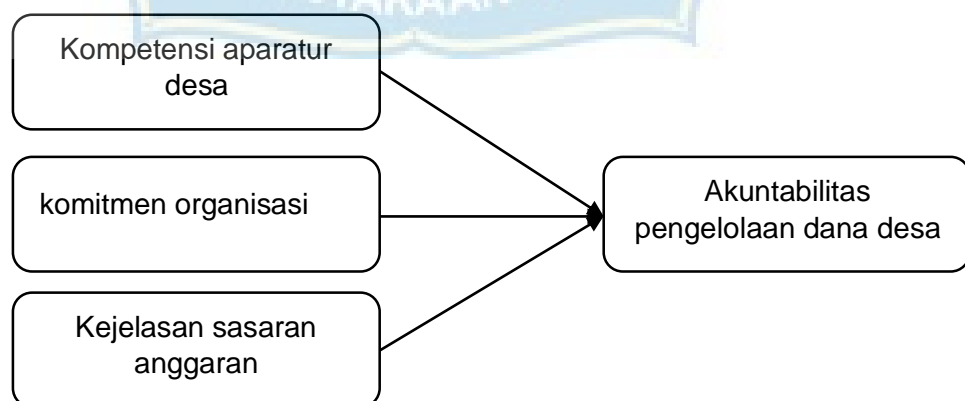 Kompetensi aparatur
desa
komitmen organisasi
Akuntabilitas
pengelolaan dana desa
Kejelasan sasaran
anggaran